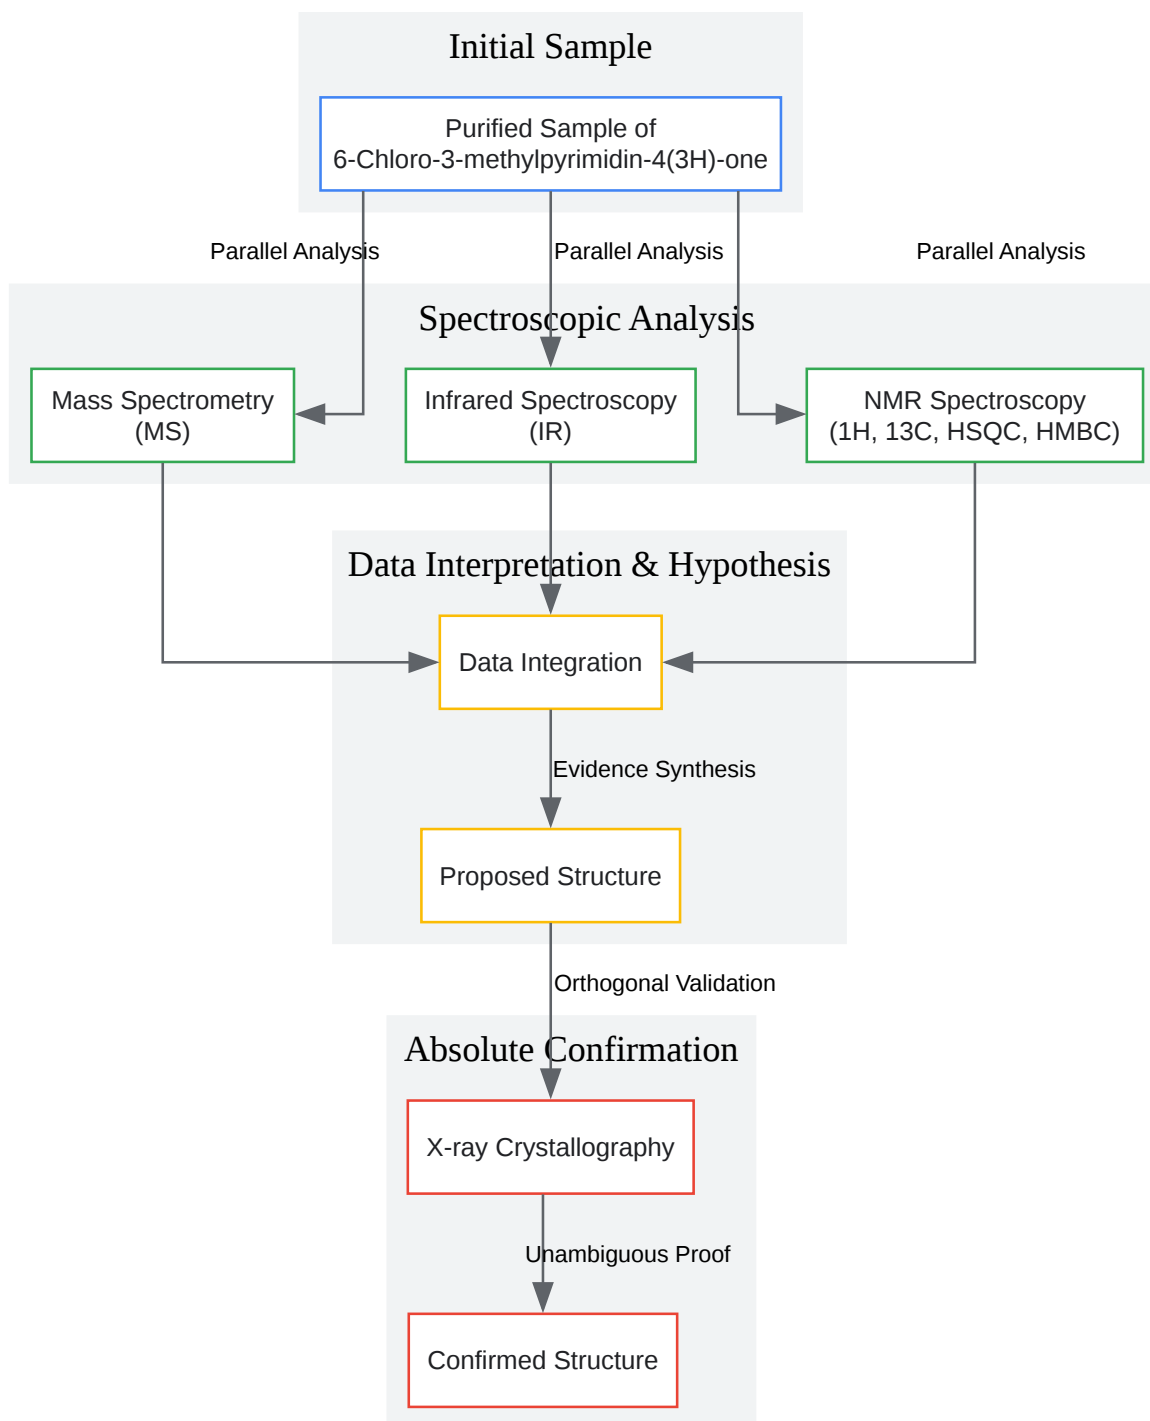 Initial Sample
Purified Sample of
6-Chloro-3-methylpyrimidin-4(3H)-one
Parallel Analysis
Parallel Analysis
Parallel Analysis
Spectroscopic Analysis
Mass Spectrometry
(MS)
Infrared Spectroscopy
(IR)
NMR Spectroscopy
(1H, 13C, HSQC, HMBC)
Data Interpretation & Hypothesis
Data Integration
Evidence Synthesis
Proposed Structure
Orthogonal Validation
Absolute Confirmation
X-ray Crystallography
Unambiguous Proof
Confirmed Structure